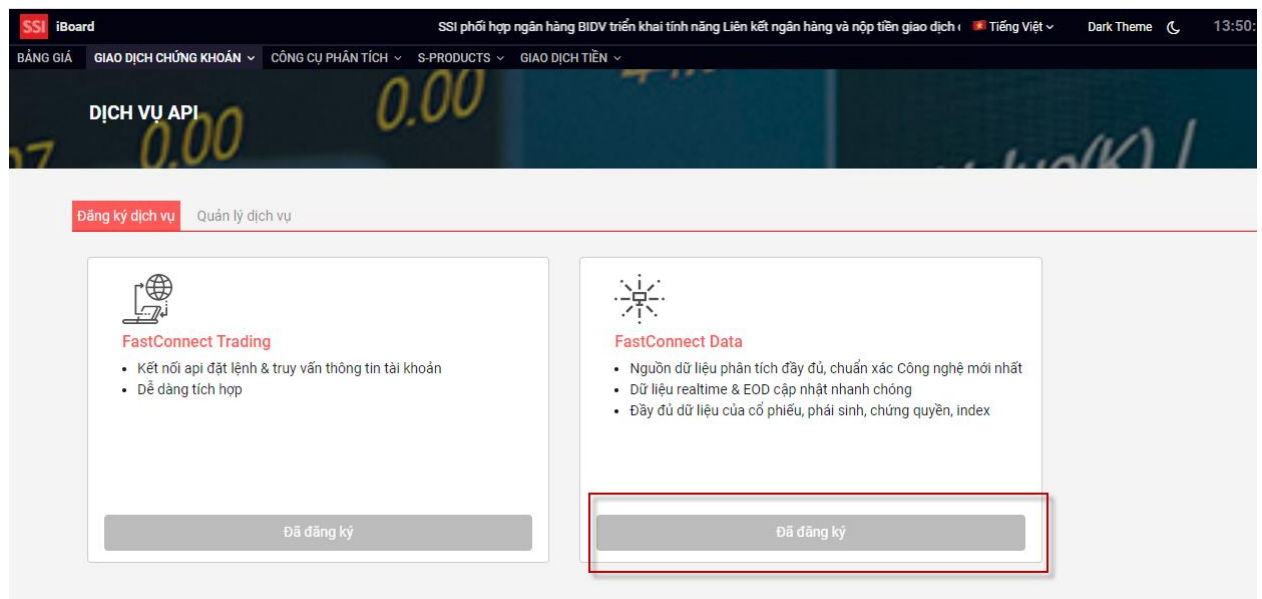 SSI iBoard SSI phối hợp ngân hàng BIDV triển khai tính năng Liên kết ngân hàng và nộp tiền giao dịch Tiếng Việt Dark Theme 13:50:
BẢNG GIÁ GIAO DỊCH CHỨNG KHOÁN CÔNG CỤ PHÂN TÍCH S-PRODUCTS GIAO DỊCH TIỀN
DỊCH VỤ API
0.00
0.00
07
Đăng ký dịch vụ Quản lý dịch vụ
FastConnect Trading
• Kết nối api đặt lệnh & truy vấn thông tin tài khoản
• Dễ dàng tích hợp
Đã đăng ký
FastConnect Data
• Nguồn dữ liệu phân tích đầy đủ, chuẩn xác Công nghệ mới nhất
• Dữ liệu realtime & EOD cập nhật nhanh chóng
• Đầy đủ dữ liệu của cổ phiếu, phái sinh, chứng quyền, index
Đã đăng ký